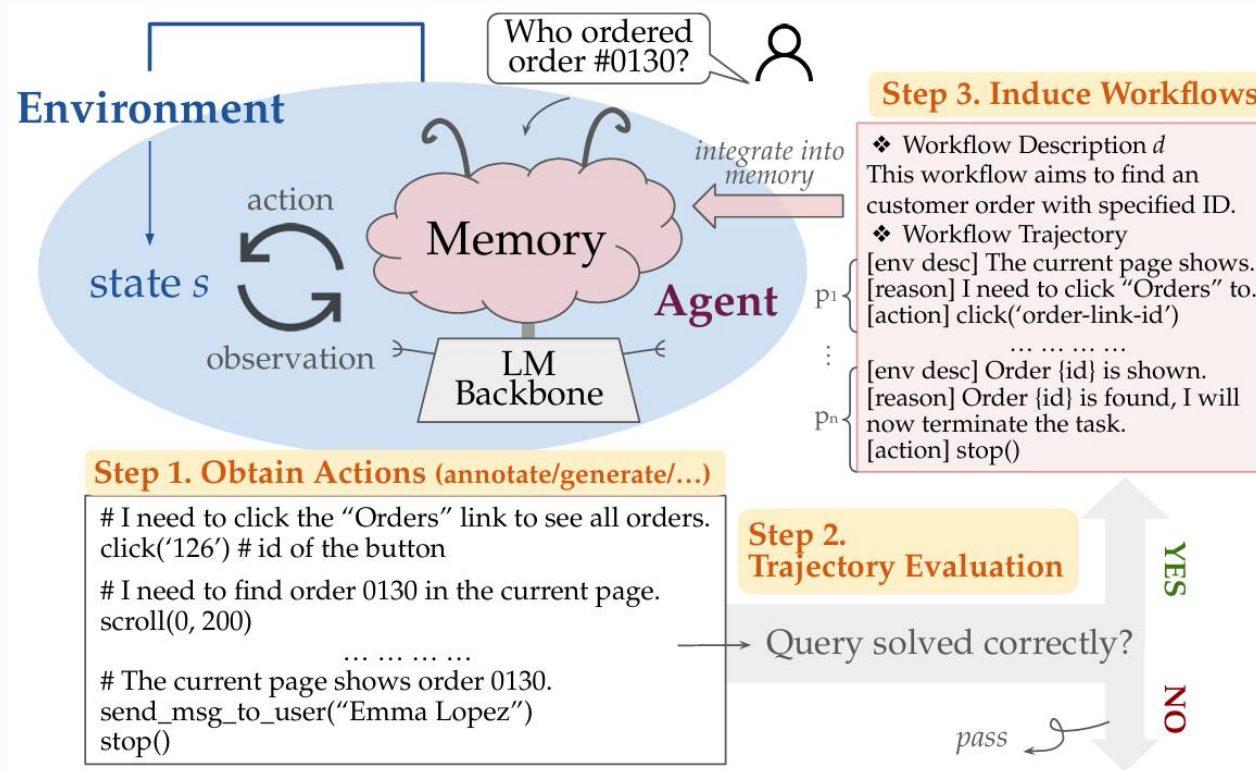 Who ordered
order #0130?
Environment
action
state s
observation
Memory
Agent
LM
Backbone
integrate into
memory
Step 3. Induce Workflows
❖ Workflow Description d
This workflow aims to find an
customer order with specified ID.
❖ Workflow Trajectory
[env desc] The current page shows.
[reason] I need to click “Orders” to.
[action] click(‘order-link-id’)
… … … …
[env desc] Order {id} is shown.
[reason] Order {id} is found, I will
now terminate the task.
[action] stop()
p1
⋮
pn
Step 1. Obtain Actions (annotate/generate/…)
# I need to click the “Orders” link to see all orders.
click(‘126’) # id of the button
# I need to find order 0130 in the current page.
scroll(0, 200)
… … … …
# The current page shows order 0130.
send_msg_to_user(“Emma Lopez”)
stop()
Step 2.
Trajectory Evaluation
Query solved correctly?
YES
NO
pass